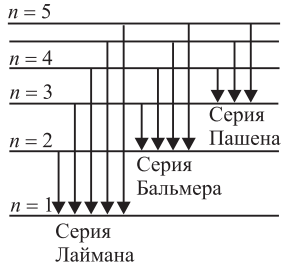 n = 5
n = 4
n = 3
Серия
Пашена
n = 2
Серия
Бальмера
n = 1
Серия
Лаймана